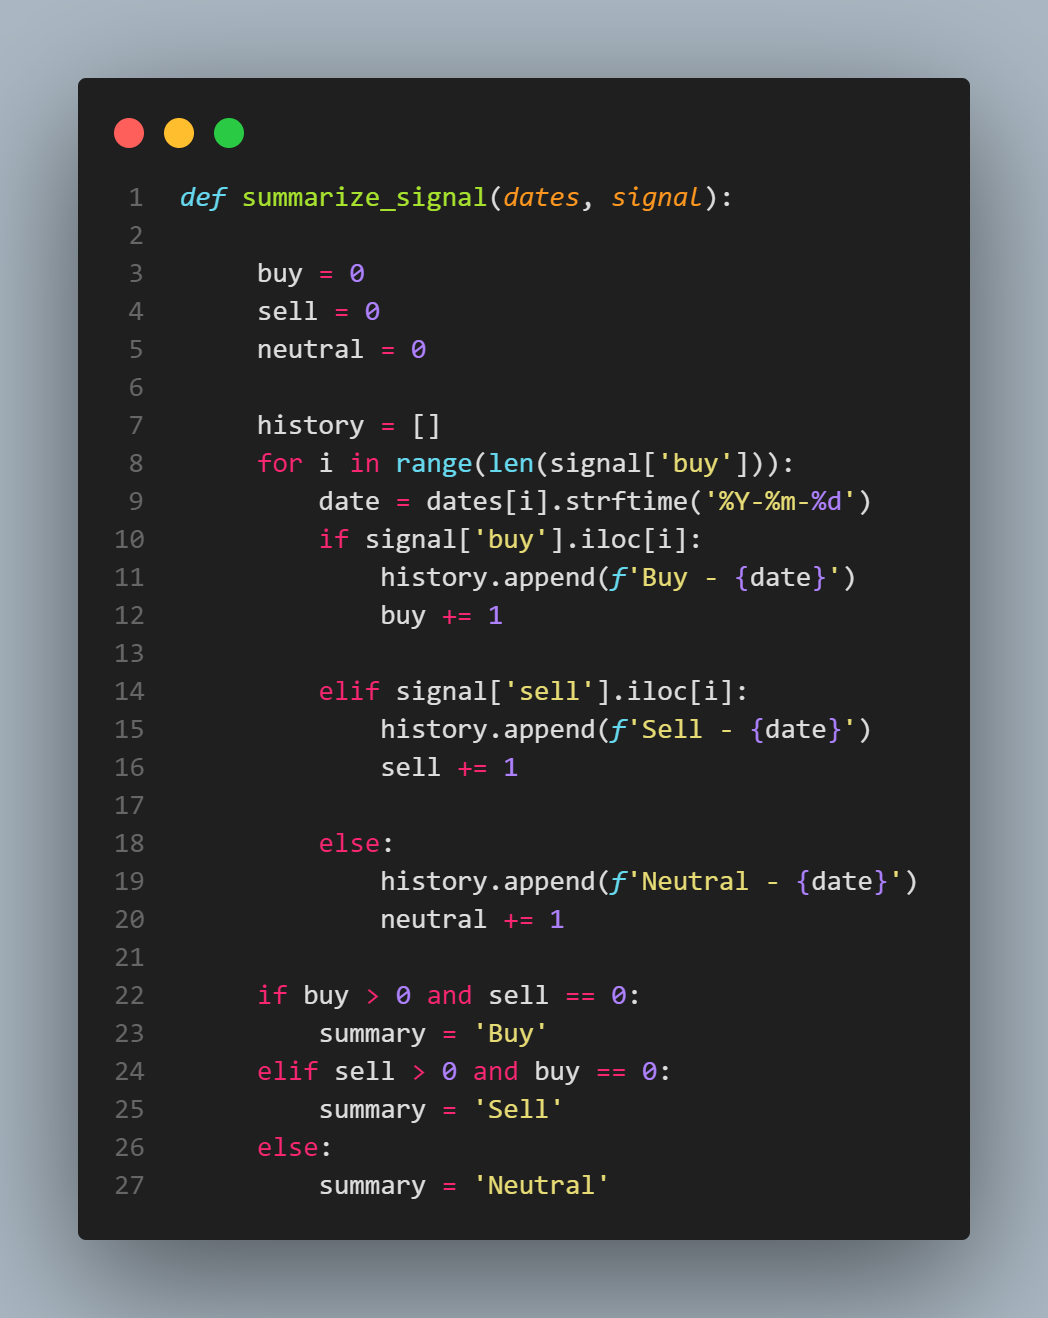 1 def summarize_signal(dates, signal):
2
3     buy = 0
4     sell = 0
5     neutral = 0
6
7     history = []
8     for i in range(len(signal['buy'])):
9         date = dates[i].strftime('%Y-%m-%d')
10         if signal['buy'].iloc[i]:
11             history.append(f'Buy - {date}')
12             buy += 1
13
14         elif signal['sell'].iloc[i]:
15             history.append(f'Sell - {date}')
16             sell += 1
17
18         else:
19             history.append(f'Neutral - {date}')
20             neutral += 1
21
22     if buy > 0 and sell == 0:
23         summary = 'Buy'
24     elif sell > 0 and buy == 0:
25         summary = 'Sell'
26     else:
27         summary = 'Neutral'